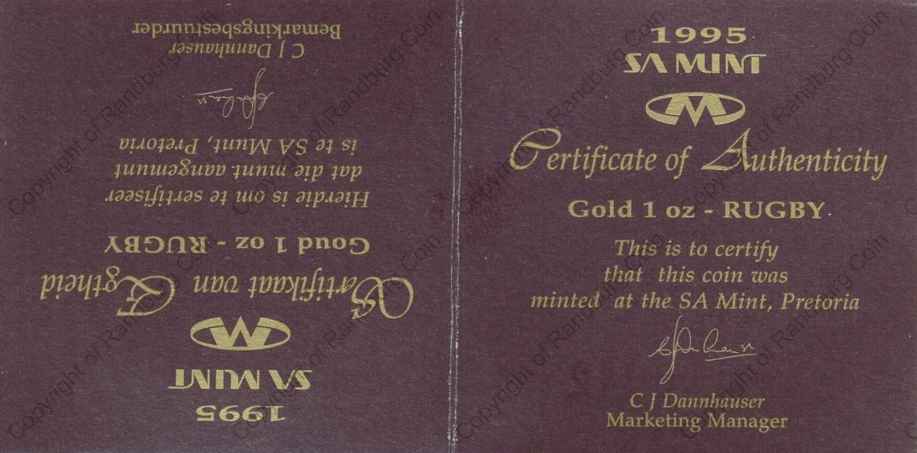 1995
SA MINT
Certificate of Authenticity
Gold 1 oz - RUGBY
This is to certify
that this coin was
minted at the SA Mint, Pretoria
C J Dannhauser
Marketing Manager
1995
SA MUNT
Sertifikaat van Egtheid
Goud 1 oz - RUGBY
Hierdie is om te sertifiseer
dat die munt aangemunt
is te SA Munt, Pretoria
C J Dannhauser
Bemarkingsbestuurder
Copyright of Randburg Coin